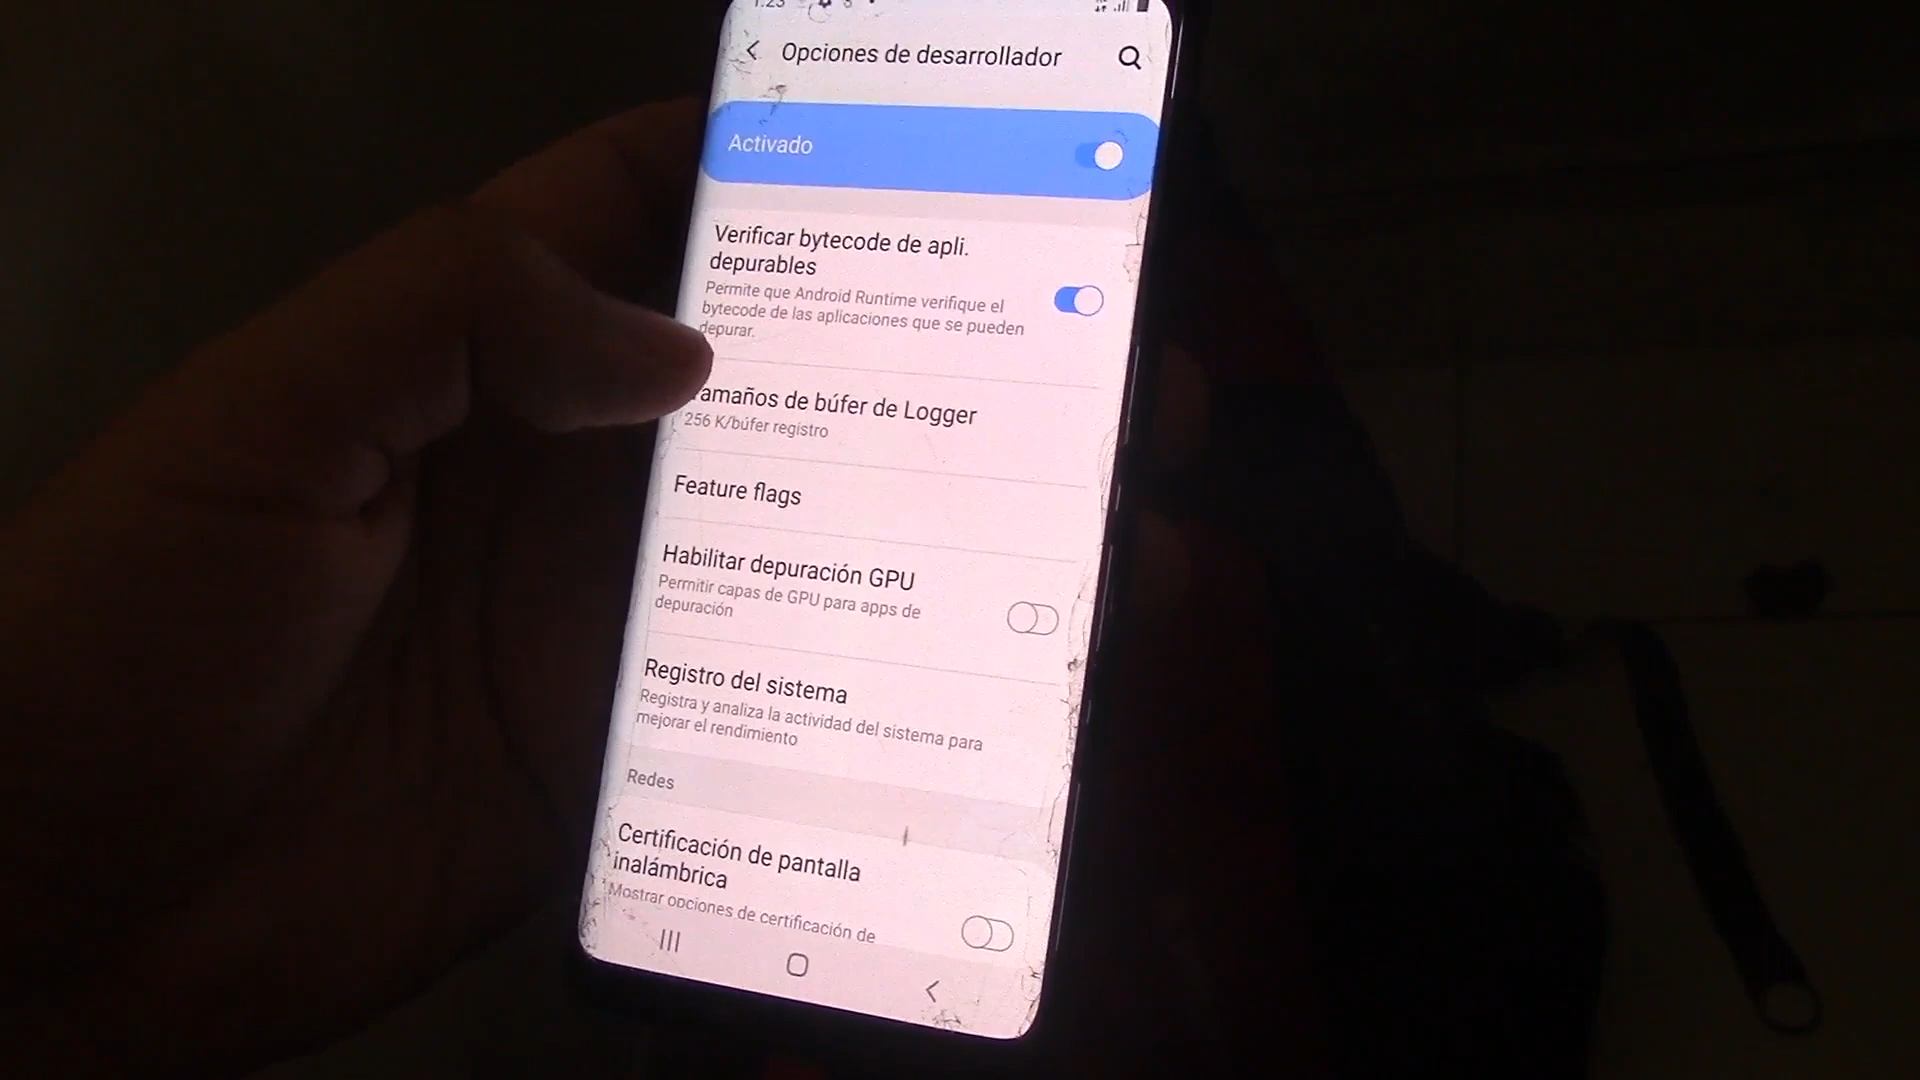 1:23
Opciones de desarrollador
Activado
Verificar bytecode de apli.
depurables
Permite que Android Runtime verifique el
bytecode de las aplicaciones que se pueden
depurar.
amaños de búfer de Logger
256 K/búfer registro
Feature flags
Habilitar depuración GPU
Permitir capas de GPU para apps de
depuración
Registro del sistema
Registra y analiza la actividad del sistema para
mejorar el rendimiento
Redes
Certificación de pantalla
inalámbrica
Mostrar opciones de certificación de